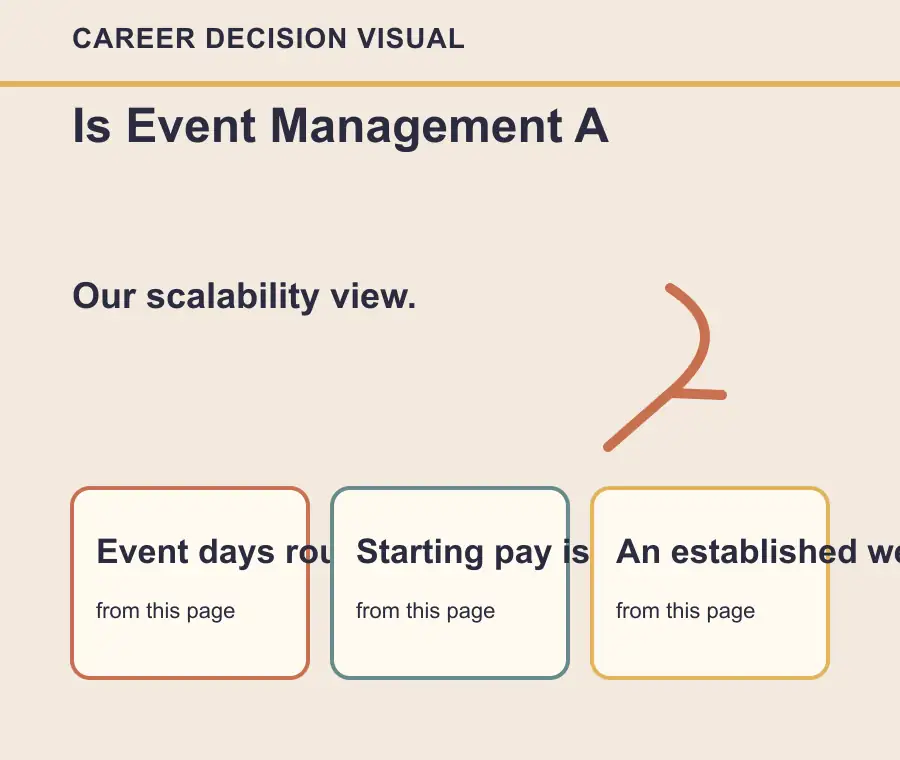 CAREER DECISION VISUAL
Is Event Management A
Our scalability view.
Event days rou
Starting pay is
An established we
from this page
from this page
from this page